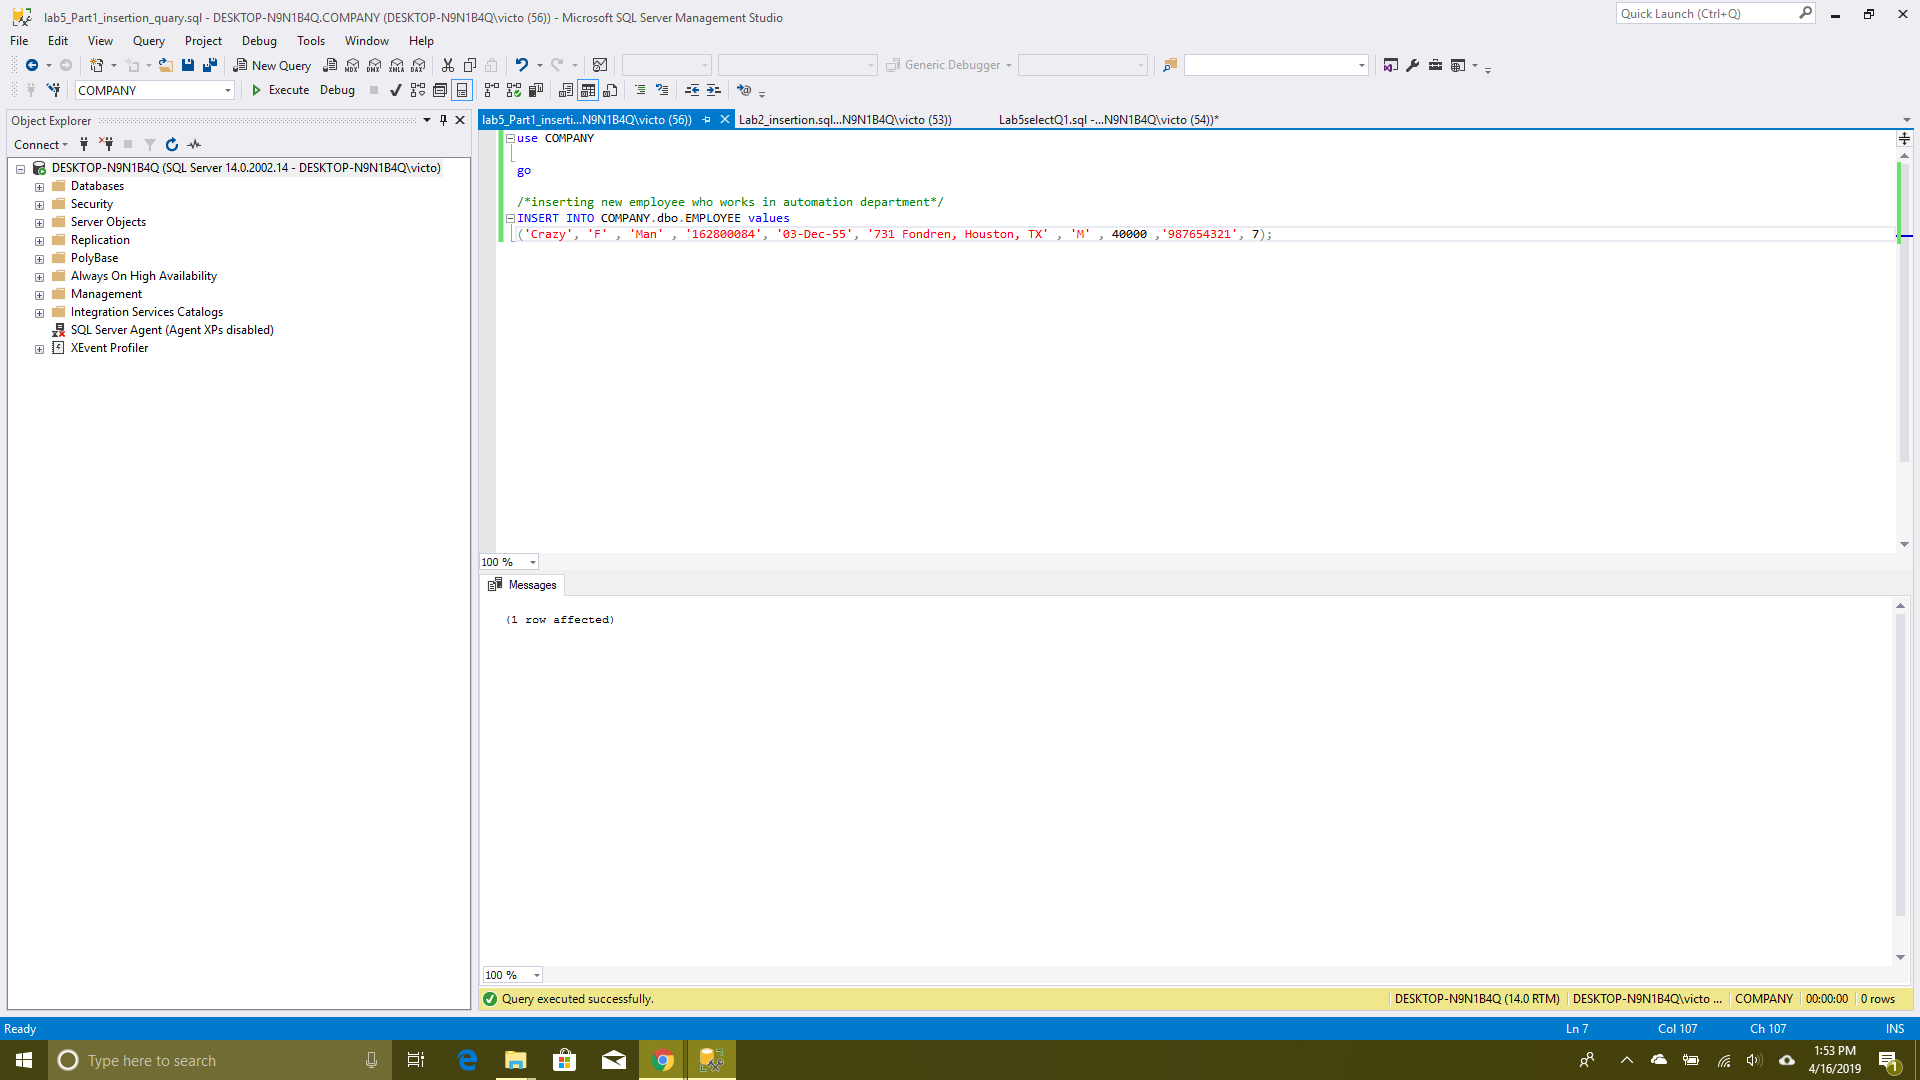 lab5_Part1_insertion_quary.sql - DESKTOP-N9N1B4Q.COMPANY (DESKTOP-N9N1B4Q\victo (56)) - Microsoft SQL Server Management Studio
Quick Launch (Ctrl+Q)
File Edit View Query Project Debug Tools Window Help
New Query
Generic Debugger
COMPANY
Execute Debug
Object Explorer
Connect
DESKTOP-N9N1B4Q (SQL Server 14.0.2002.14 - DESKTOP-N9N1B4Q\victo)
Databases
Security
Server Objects
Replication
PolyBase
Always On High Availability
Management
Integration Services Catalogs
SQL Server Agent (Agent XPs disabled)
XEvent Profiler
lab5_Part1_inserti...N9N1B4Q\victo (56)) Lab2_insertion.sql...N9N1B4Q\victo (53)) Lab5selectQ1.sql -...N9N1B4Q\victo (54))*
use COMPANY
go
/*inserting new employee who works in automation department*/
INSERT INTO COMPANY.dbo.EMPLOYEE values
('Crazy', 'F' , 'Man' , '162800084', '03-Dec-55', '731 Fondren, Houston, TX' , 'M' , 40000 ,'987654321', 7);
100 %
Messages
(1 row affected)
100 %
Query executed successfully. DESKTOP-N9N1B4Q (14.0 RTM) DESKTOP-N9N1B4Q\victo ... COMPANY 00:00:00 0 rows
Ready Ln 7 Col 107 Ch 107 INS
Type here to search
1:53 PM
4/16/2019
1